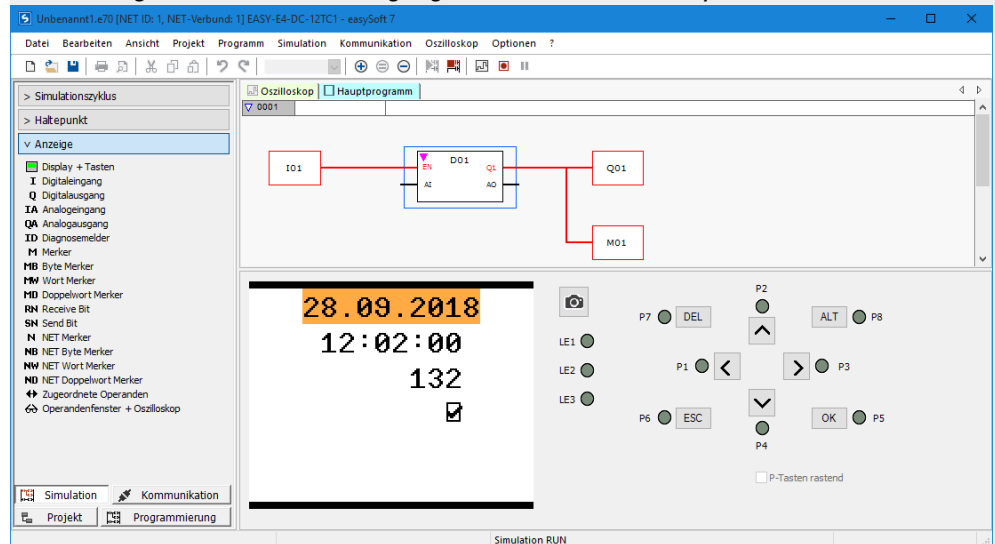 Unbenannt1.e70 [NET ID: 1, NET-Verbund: 1] EASY-E4-DC-12TC1 - easySoft 7
Datei Bearbeiten Ansicht Projekt Programm Simulation Kommunikation Oszilloskop Optionen ?
> Simulationszyklus
> Haltepunkt
v Anzeige
Display + Tasten
I Digitaleingang
Q Digitalausgang
IA Analogeingang
QA Analogausgang
ID Diagnosemelder
M Merker
MB Byte Merker
MW Wort Merker
MD Doppelwort Merker
RN Receive Bit
SN Send Bit
N NET Merker
NB NET Byte Merker
NW NET Wort Merker
ND NET Doppelwort Merker
Zugeordnete Operanden
Operandenfenster + Oszilloskop
Simulation Kommunikation
Projekt Programmierung
Oszilloskop Hauptprogramm
0001
I01
D01
EN Q1
AI AO
Q01
M01
28.09.2018
12:02:00
132
LE1
LE2
LE3
P2
P7 DEL ALT P8
P1 P3
P6 ESC OK P5
P4
P-Tasten rastend
Simulation RUN